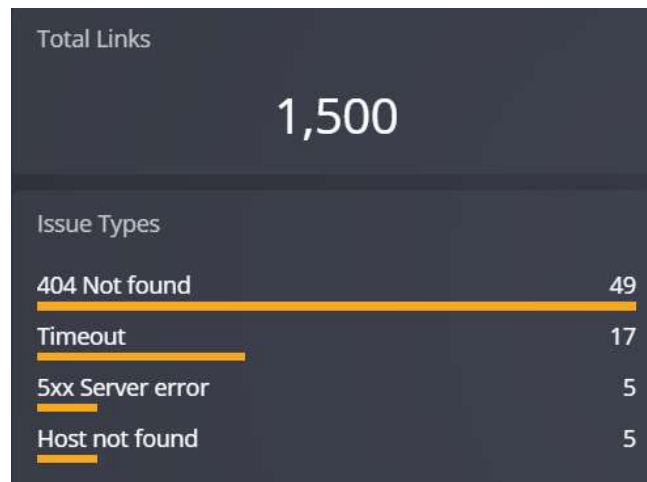 Total Links
1,500
Issue Types
404 Not found 49
Timeout 17
5xx Server error 5
Host not found 5